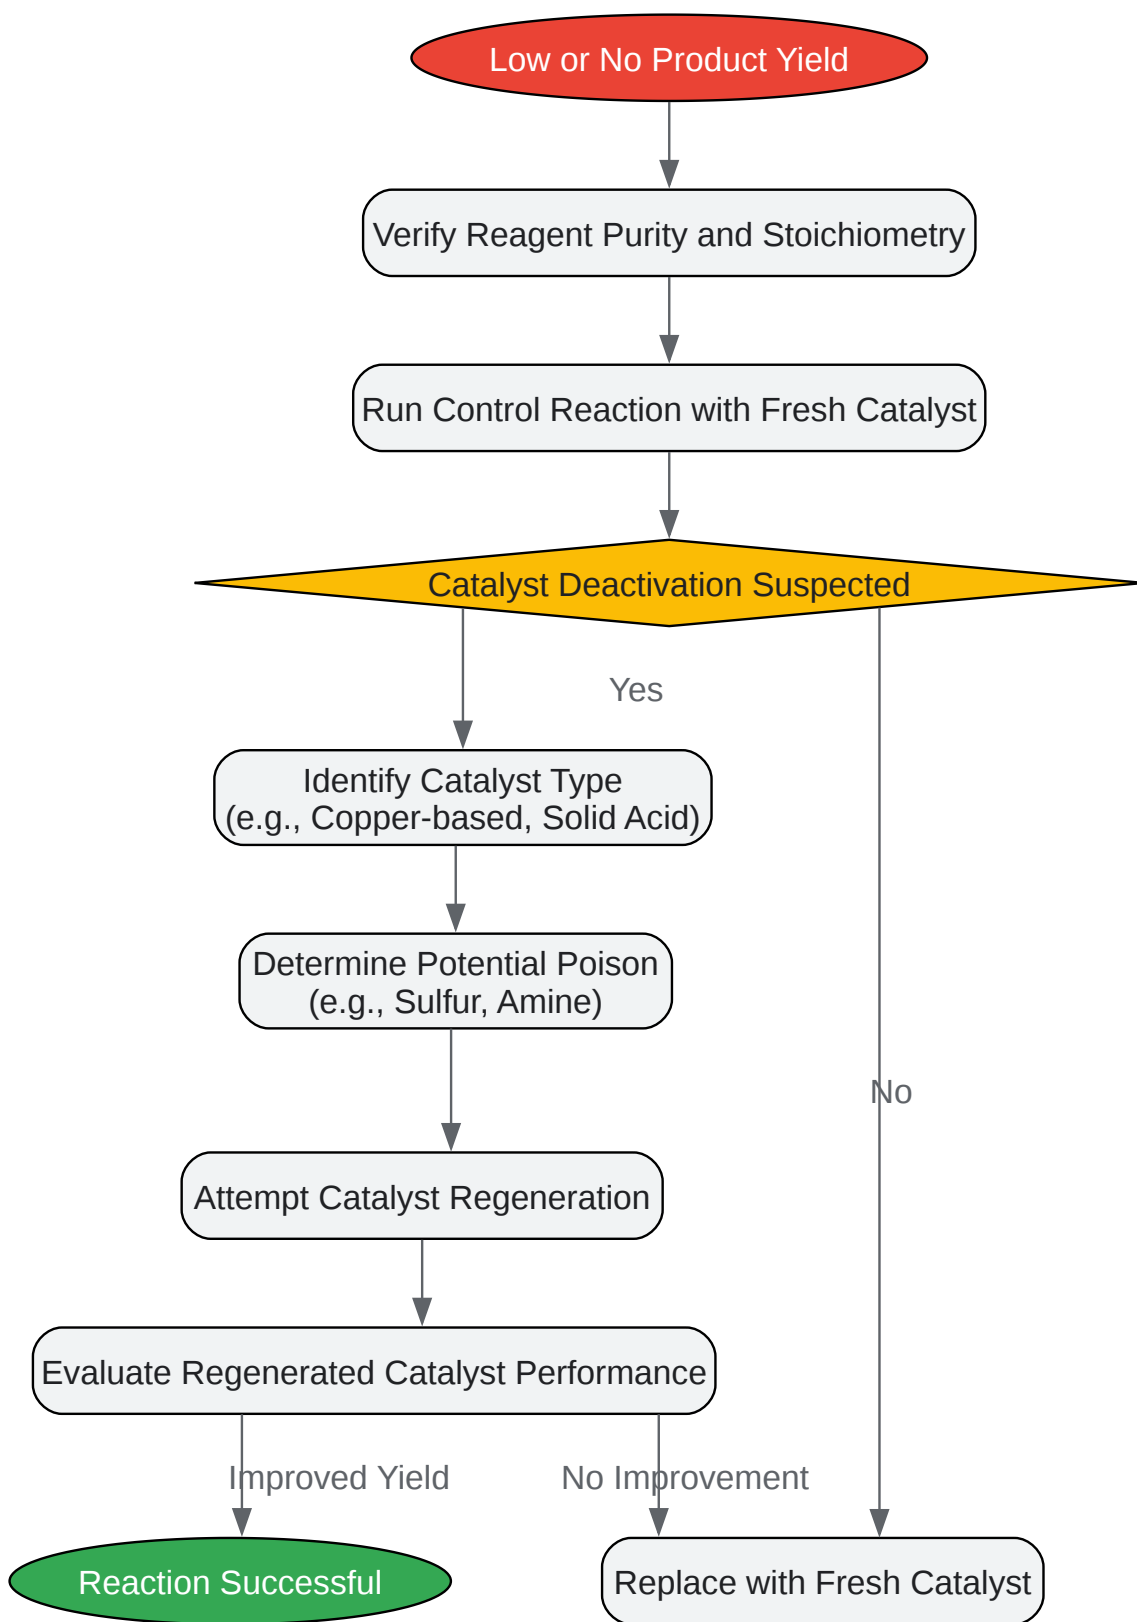 Low or No Product Yield
Verify Reagent Purity and Stoichiometry
Run Control Reaction with Fresh Catalyst
Catalyst Deactivation Suspected
Yes
Identify Catalyst Type
(e.g., Copper-based, Solid Acid)
Determine Potential Poison
(e.g., Sulfur, Amine)
No
Attempt Catalyst Regeneration
Evaluate Regenerated Catalyst Performance
Improved Yield
No Improvement
Reaction Successful
Replace with Fresh Catalyst